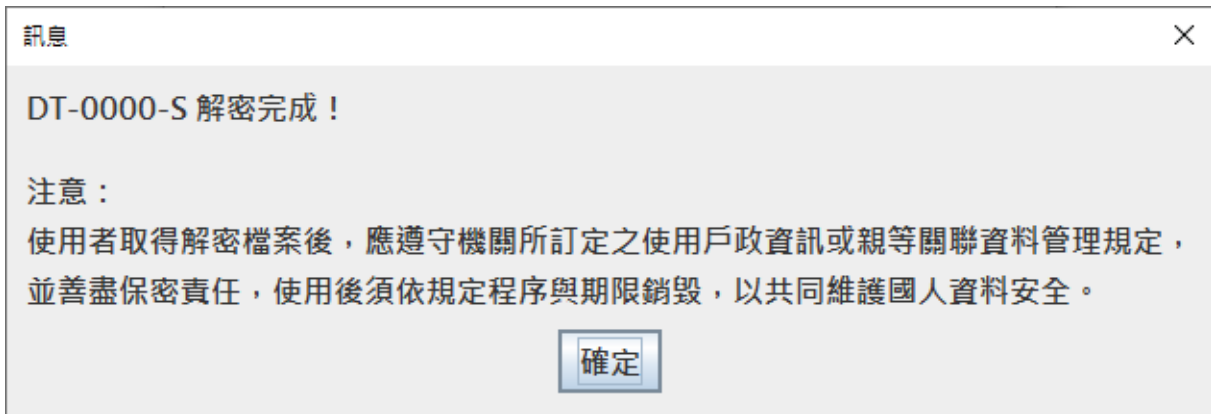 訊息
DT-0000-S 解密完成！
注意：
使用者取得解密檔案後，應遵守機關所訂定之使用戶政資訊或親等關聯資料管理規定，
並善盡保密責任，使用後須依規定程序與期限銷毀，以共同維護國人資料安全。
確定